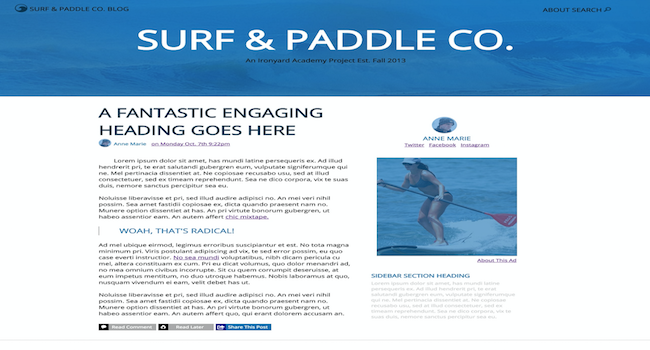 SURF & PADDLE CO. BLOG
ABOUT SEARCH
SURF & PADDLE CO.
An Ironyard Academy Project Est. Fall 2013
A FANTASTIC ENGAGING
HEADING GOES HERE
Anne Marie on Monday Oct. 7th 9:22pm
Lorem ipsum dolor sit amet, has mundi latine persequeris ex. Ad illud
hendrerit pri, te erat salutandi gubergren eum, vulputate signiferumque no
qui. Mel pertinacia dissentiet at. Ne copiosae recusabo usu, sed at illud
consectetuer, sed ex timeam reprehendunt. Sea ne dico corpora, vix te suas
duis, nemore sanctus percipitur sea eu.
Noluisse liberavisse et pri, sed illud audire adipisci no. An mei veri nihil
possim. Sea amet fastidii copiosae ex, dicta quando praesent nam no.
Munere option dissentiet at has. An pri virtute bonorum gubergren, ut
habeo assentior eam. An autem affert chic mixtape.
WOAH, THAT'S RADICAL!
Ad mel ubique eirmod, legimus erroribus suscipiantur et est. No tota magna
minimum pri. Viris postulant adipiscing ad vix, te sed error possim, eu quo
case everti instructior. No sea mundi voluptatibus, nibh dicam pericula cu
mel, altera constituam ex cum. Pri eu dicat volumus, quo dolor menandri ad,
no mea omnium civibus incorrupte. Sit cu quem corrumpit deseruisse, at
eum impetus mentitum, no duo utroque habemus. Nobis laboramus at quo,
nusquam vivendum ei eam, velit debet has ut.
Noluisse liberavisse et pri, sed illud audire adipisci no. An mei veri nihil
possim. Sea amet fastidii copiosae ex, dicta quando praesent nam no.
Munere option dissentiet at has. An pri virtute bonorum gubergren, ut
habeo assentior eam. An autem affert quo, qui erant dolorem accusam an.
Read Comment
Read Later
Share This Post
ANNE MARIE
Twitter Facebook Instagram
About This Ad
SIDEBAR SECTION HEADING
Lorem ipsum dolor sit amet, has mundi latine
persequeris ex. Ad illud hendrerit pri, te erat
salutandi gubergren eum, vulputate signiferumque
no qui. Mel pertinacia dissentiet at. Ne copiosae
recusabo usu, sed at illud consectetuer, sed ex
timeam reprehendunt. Sea ne dico corpora, vix te
suas duis, nemore sanctus percipitur sea eu.